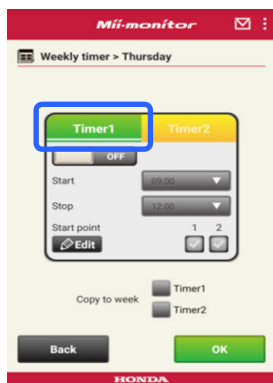 Mii-monitor
Weekly timer > Thursday
Timer1 Timer2
OFF
Start 09:00
Stop 12:00
Start point 1 2
Edit
Copy to week
Timer1
Timer2
Back OK
HONDA